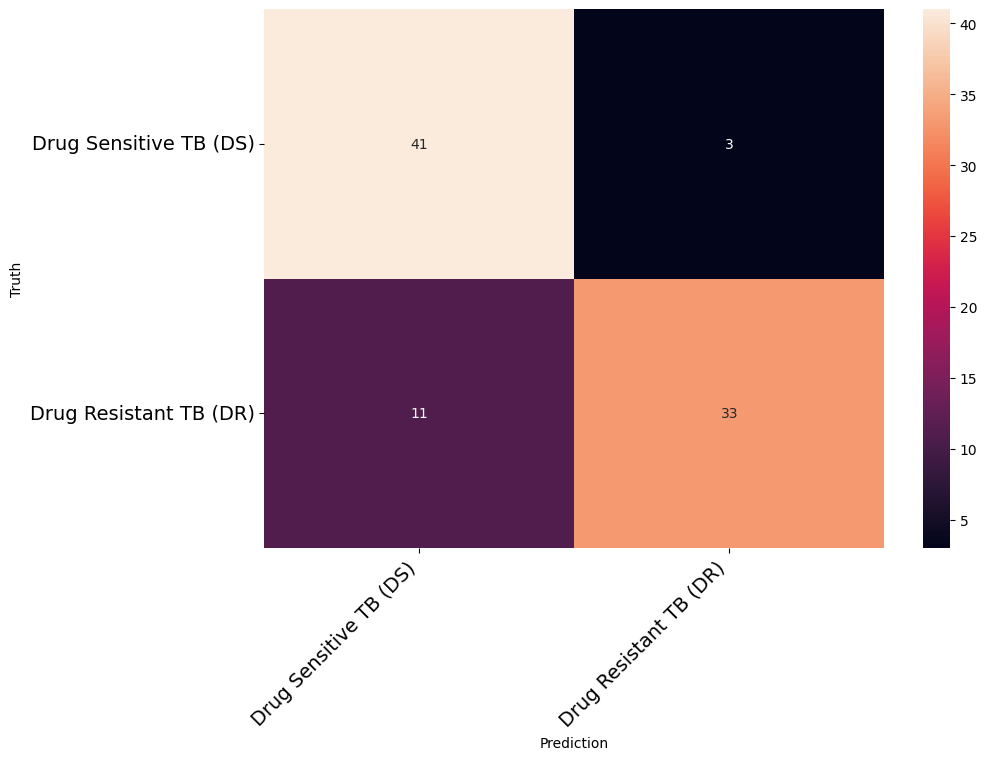 Truth
Drug Sensitive TB (DS)
Drug Resistant TB (DR)
41
3
11
33
Drug Sensitive TB (DS)
Drug Resistant TB (DR)
Prediction
40
35
30
25
20
15
10
5